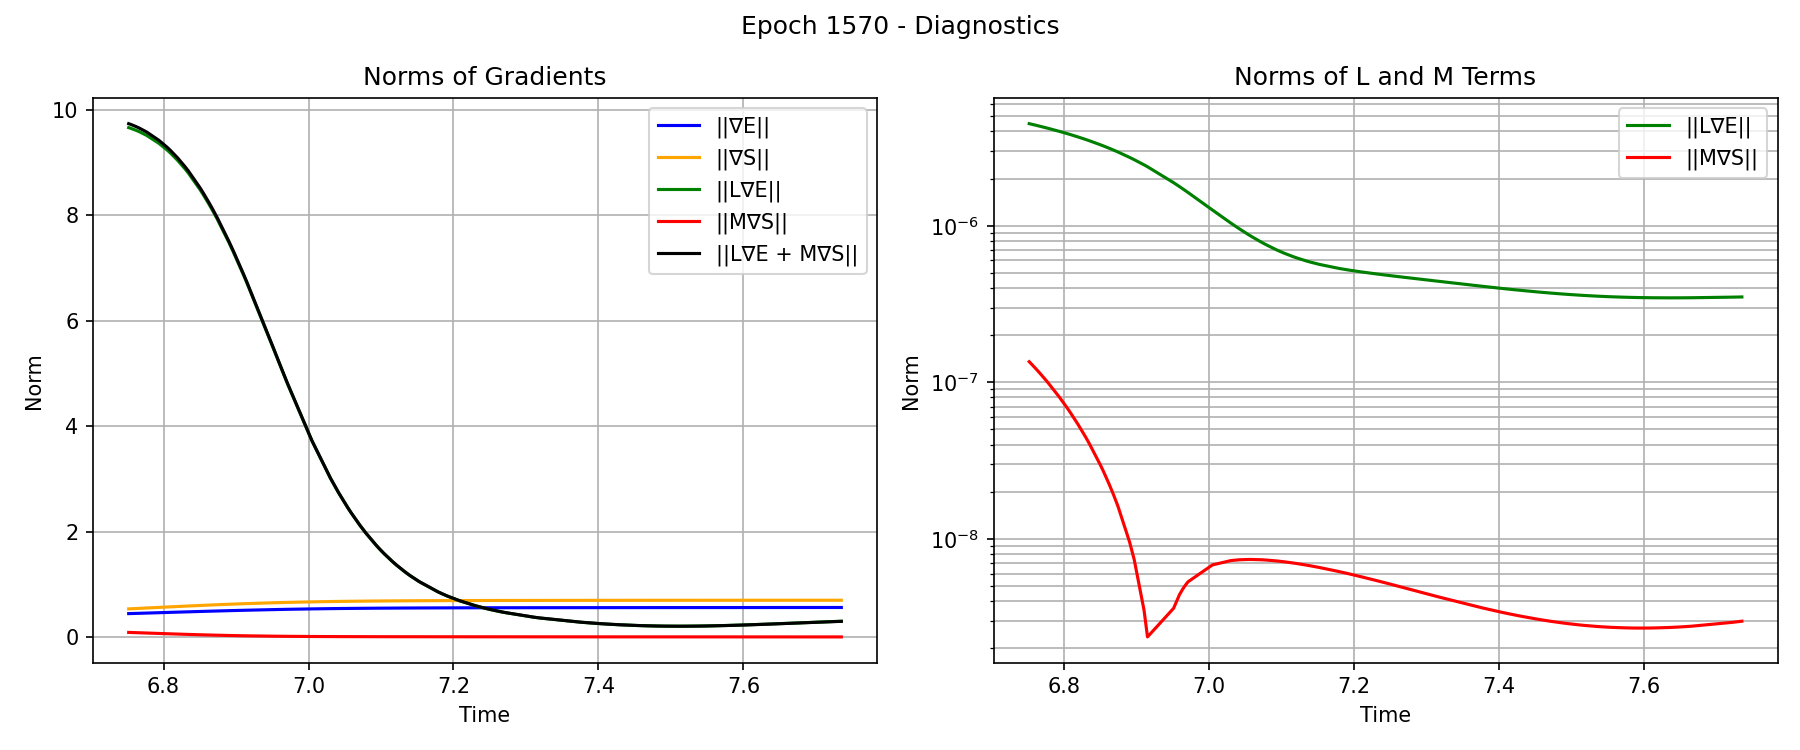 Epoch 1570 - Diagnostics
Norms of Gradients
10
8
6
4
2
0
Norm
6.8 7.0 7.2 7.4 7.6
Time
||∇E||
||∇S||
||L∇E||
||M∇S||
||L∇E + M∇S||
Norms of L and M Terms
10⁻⁶
10⁻⁷
10⁻⁸
Norm
6.8 7.0 7.2 7.4 7.6
Time
||L∇E||
||M∇S||